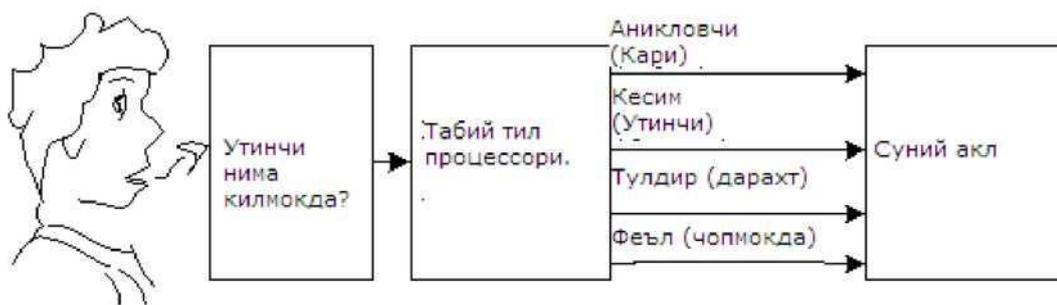 Утинчи
нима
килмокда?
Табий тил
процессори.
Аникловчи
(Кари)
Кесим
(Утинчи)
Тулдир (дарахт)
Феъл (чопмокда)
Суний акл